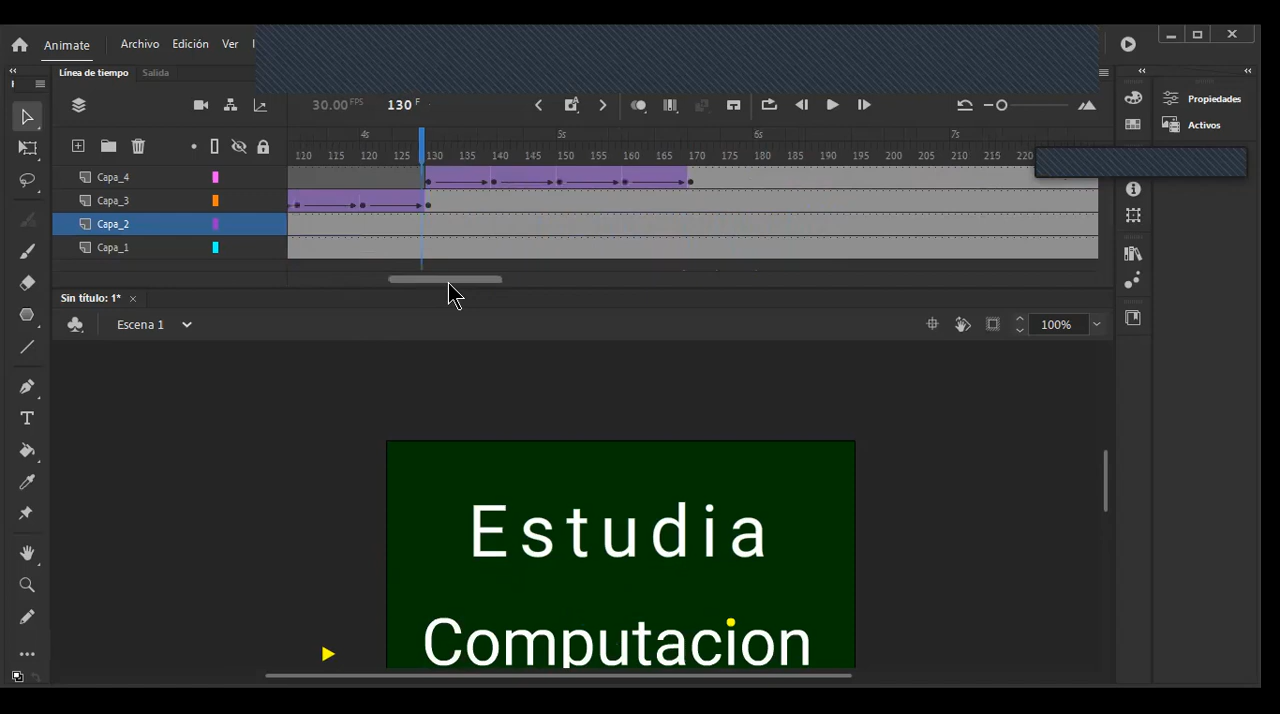 Animate Archivo Edición Ver
Línea de tiempo Salida
30.00 FPS 130 F
Propiedades
Activos
4s 5s 6s 7s
110 115 120 125 130 135 140 145 150 155 160 165 170 175 180 185 190 195 200 205 210 215 220
Capa_4
Capa_3
Capa_2
Capa_1
Sin título: 1*
Escena 1 100%
Estudia
Computacion